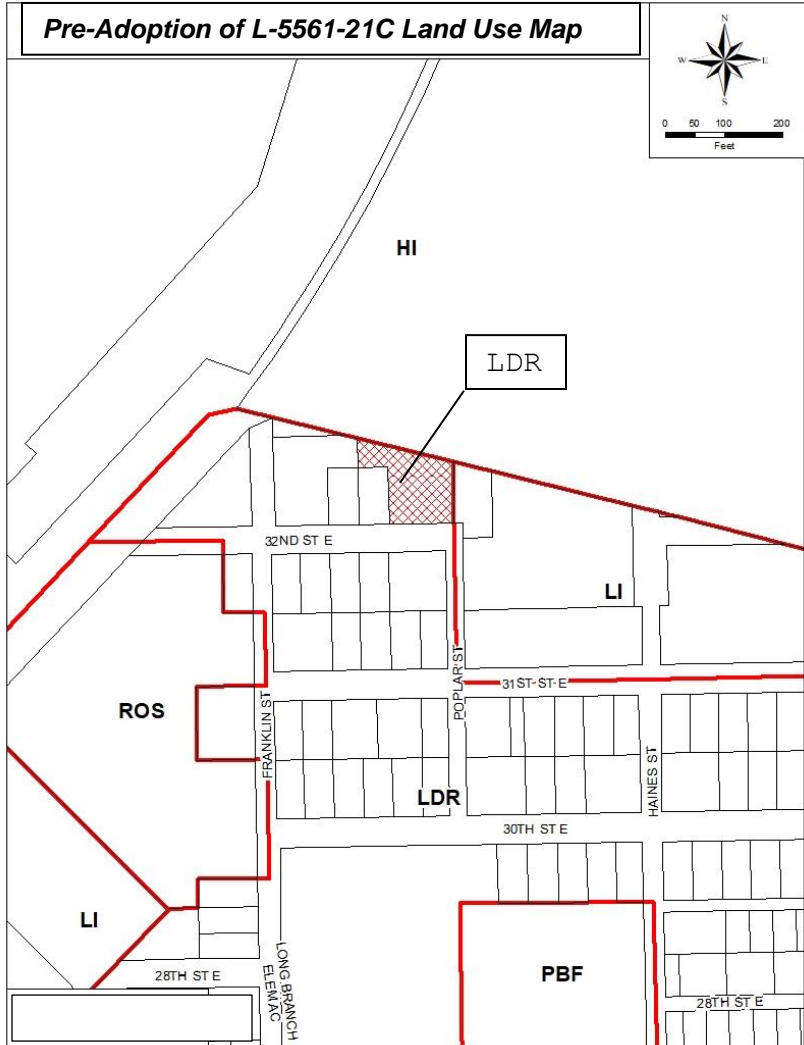 Pre-Adoption of L-5561-21C Land Use Map
N
W E
S
0 50 100 200
Feet
HI
LDR
32ND ST E
LI
POPLAR ST
31ST ST E
ROS
FRANKLIN ST
HAINES ST
LDR
30TH ST E
LI
PBF
28TH ST E
LONG BRANCH
ELEM AC
28TH ST E